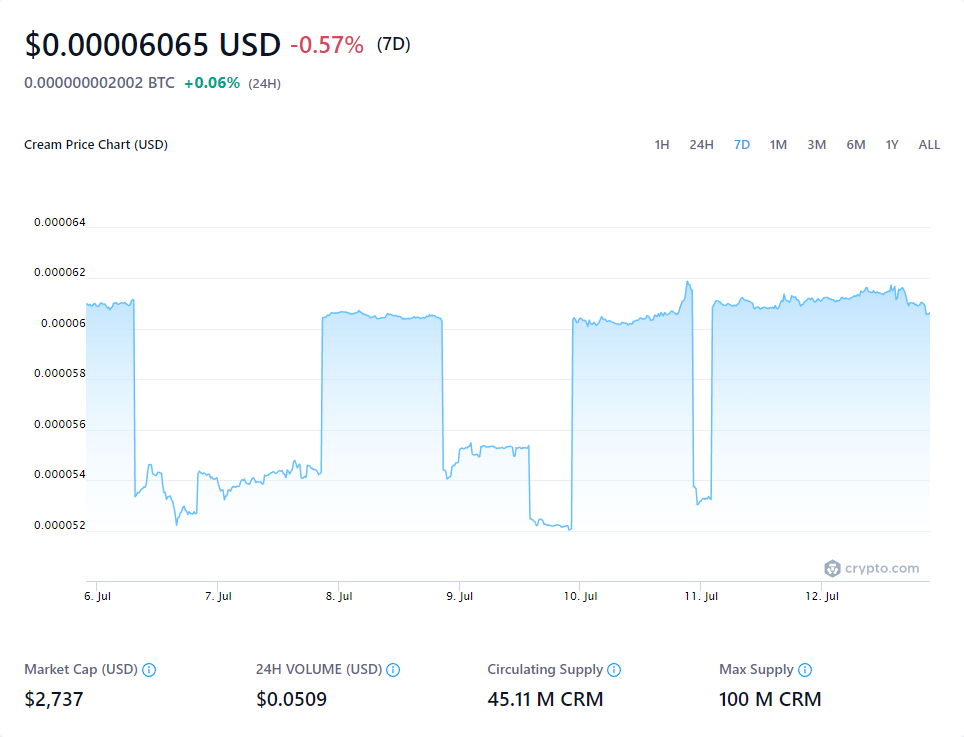 $0.00006065 USD -0.57% (7D)
0.000000002002 BTC +0.06% (24H)
Cream Price Chart (USD) 1H 24H 7D 1M 3M 6M 1Y ALL
0.000064
0.000062
0.00006
0.000058
0.000056
0.000054
0.000052
crypto.com
6. Jul 7. Jul 8. Jul 9. Jul 10. Jul 11. Jul 12. Jul
Market Cap (USD) 24H VOLUME (USD) Circulating Supply Max Supply
$2,737 $0.0509 45.11 M CRM 100 M CRM